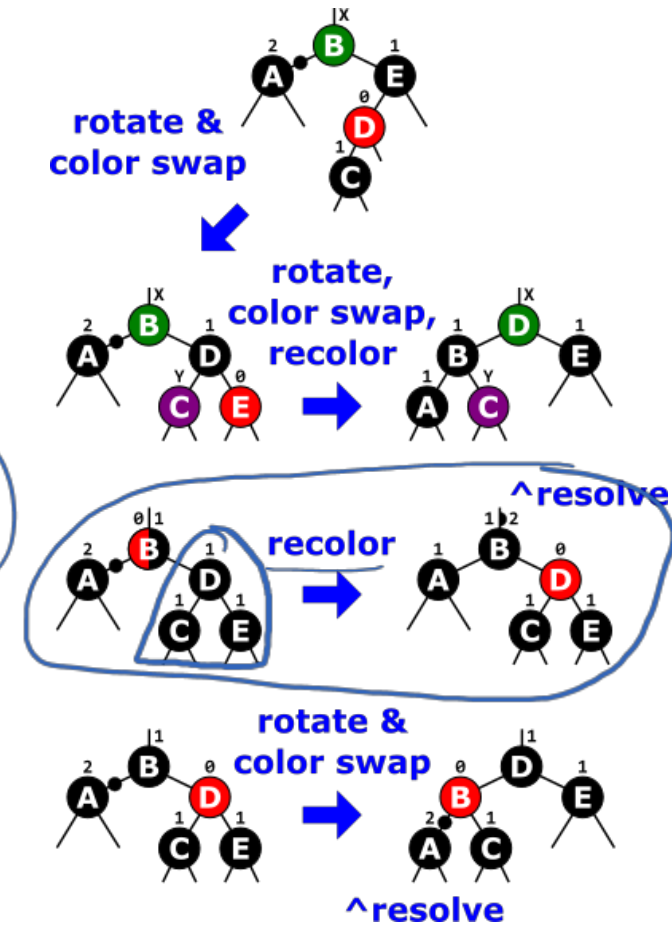 X
2 B 1
A E
0
rotate & D
color swap 1
C
rotate,
X color swap, X
2 B 1 recolor 1 D 1
A D B E
Y 0 1 Y
C E A C
^resolve
0 1 1 2
2 B 1 recolor 1 B 0
A D A D
1 1 1 1
C E C E
rotate &
1 color swap 1
2 B 0 0 D 1
A D B E
1 1 2 1
C E A C
^resolve